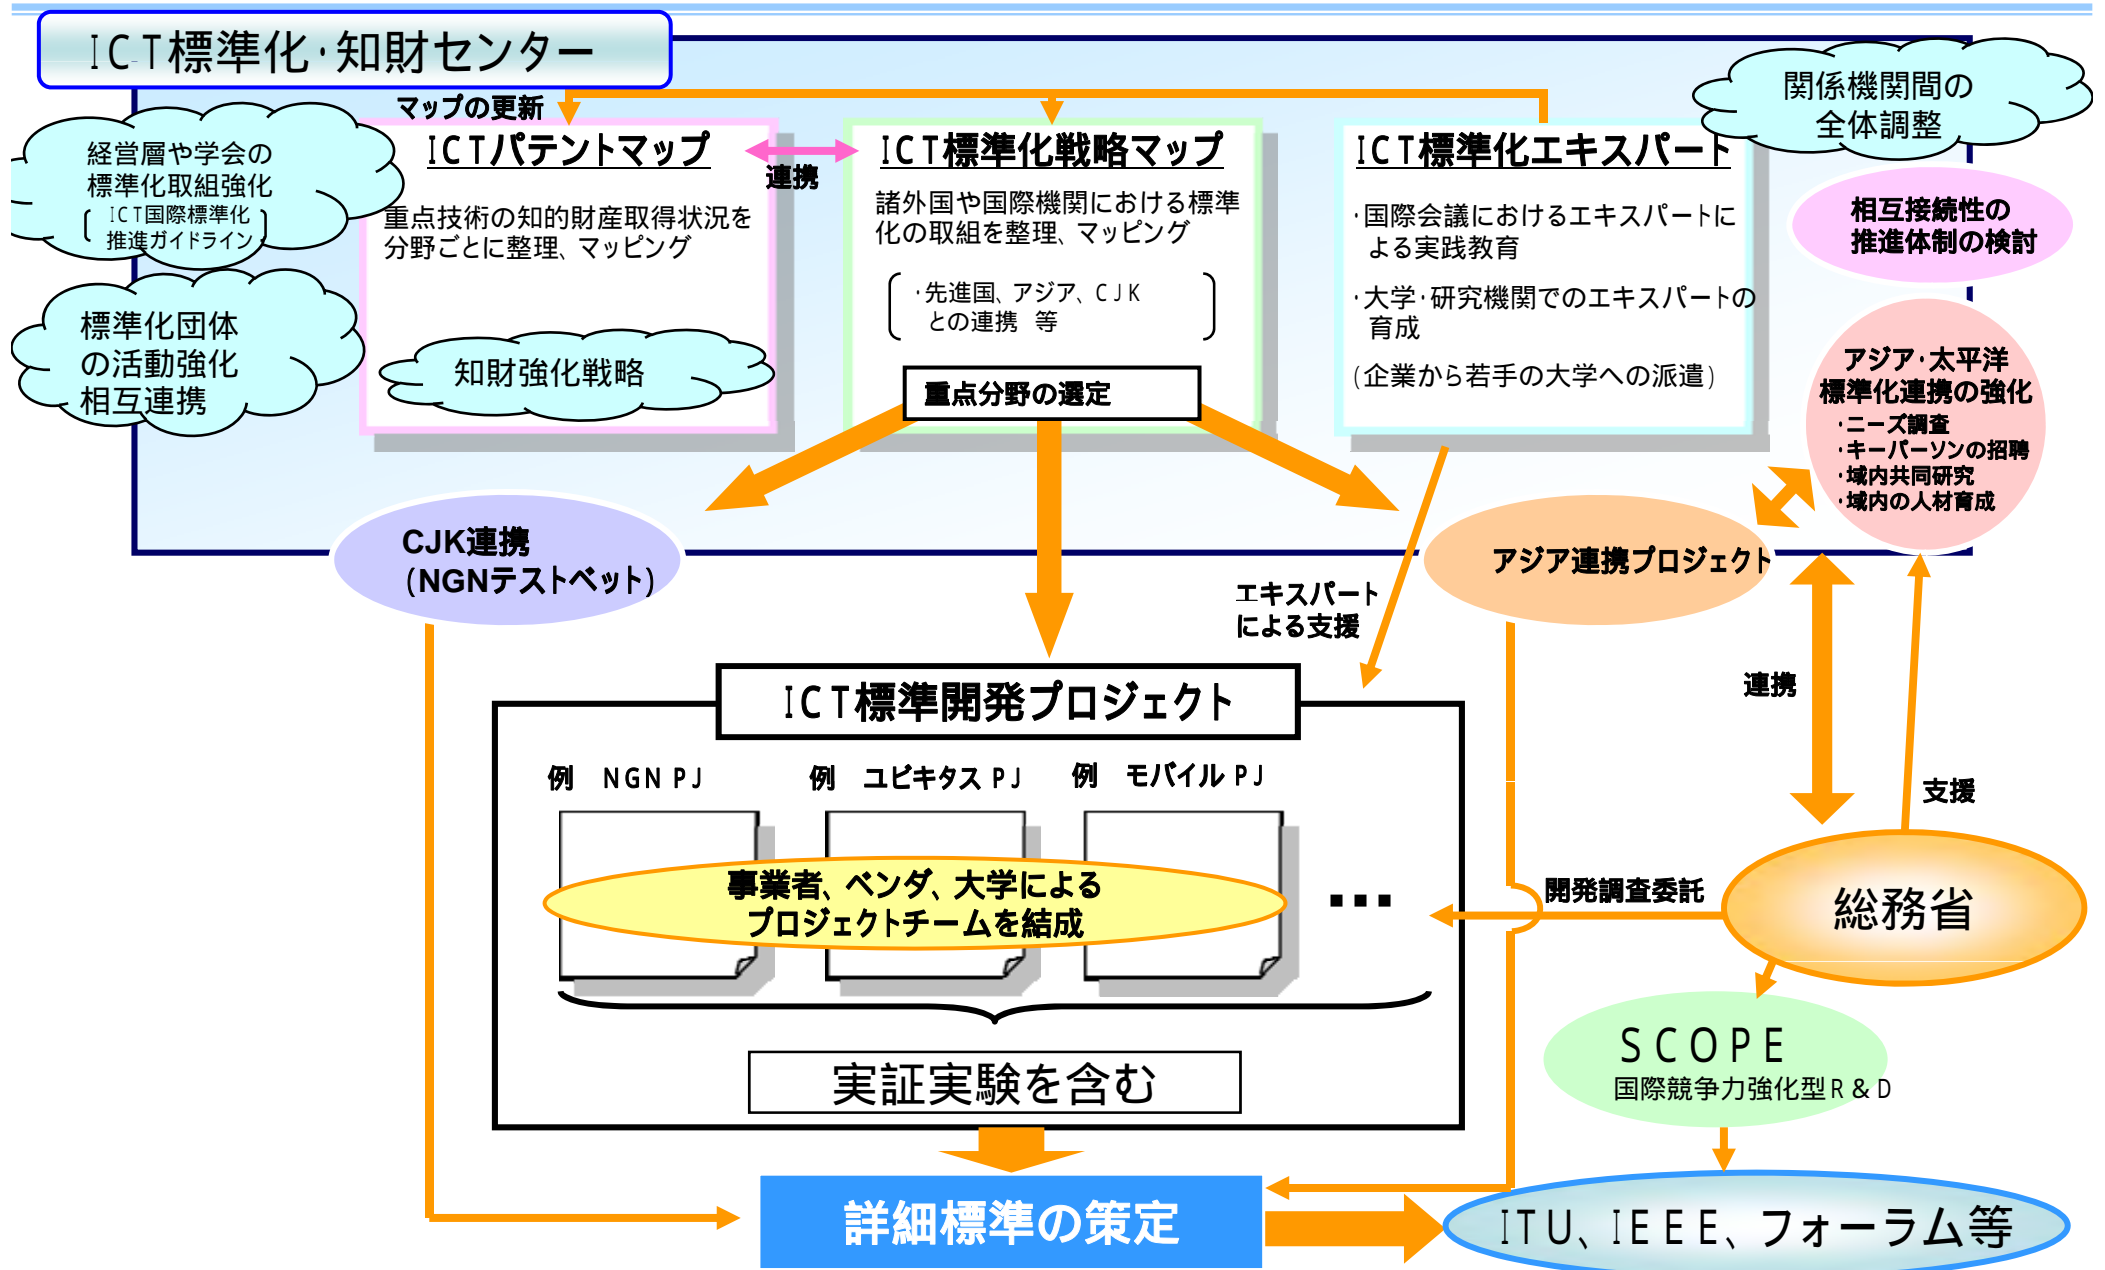 ICT標準化・知財センター
関係機関間の
全体調整
マップの更新
経営層や学会の
標準化取組強化
ICT国際標準化
推進ガイドライン
標準化団体
の活動強化
相互連携
ICTパテントマップ
重点技術の知的財産取得状況を
分野ごとに整理、マッピング
知財強化戦略
連携
ICT標準化戦略マップ
諸外国や国際機関における標準
化の取組を整理、マッピング
・先進国、アジア、CJK
との連携 等
重点分野の選定
ICT標準化エキスパート
・国際会議におけるエキスパートに
よる実践教育
・大学・研究機関でのエキスパートの
育成
(企業から若手の大学への派遣)
相互接続性の
推進体制の検討
アジア・太平洋
標準化連携の強化
・ニーズ調査
・キーパーソンの招聘
・域内共同研究
・域内の人材育成
CJK連携
(NGNテストベット)
アジア連携プロジェクト
エキスパート
による支援
連携
支援
ICT標準開発プロジェクト
例 NGN PJ
例 ユビキタス PJ
例 モバイル PJ
事業者、ベンダ、大学による
プロジェクトチームを結成
…
開発調査委託
総務省
実証実験を含む
SCOPE
国際競争力強化型R&D
詳細標準の策定
ITU、IEEE、フォーラム等